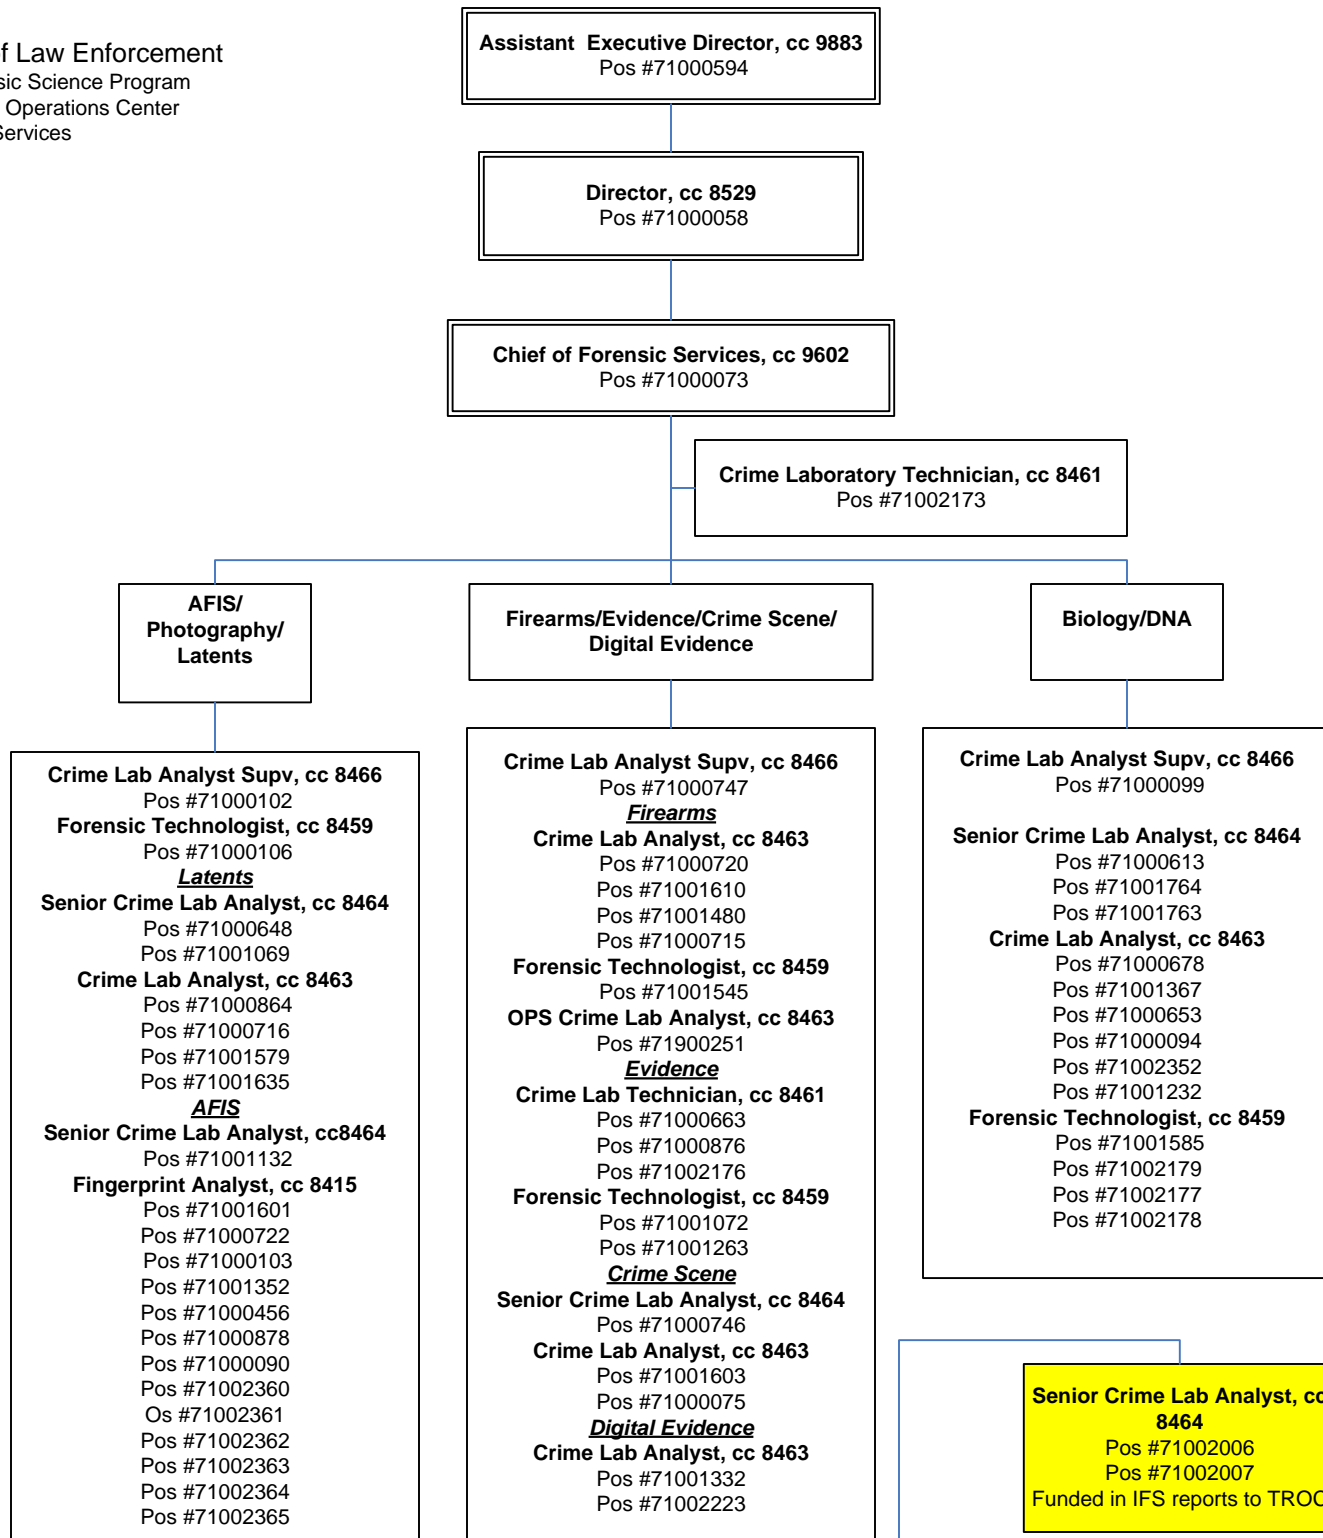 f Law Enforcement
sic Science Program
Operations Center
Services
Assistant Executive Director, cc 9883
Pos #71000594
Director, cc 8529
Pos #71000058
Chief of Forensic Services, cc 9602
Pos #71000073
Crime Laboratory Technician, cc 8461
Pos #71002173
AFIS/
Photography/
Latents
Firearms/Evidence/Crime Scene/
Digital Evidence
Biology/DNA
Crime Lab Analyst Supv, cc 8466
Pos #71000102
Forensic Technologist, cc 8459
Pos #71000106
Latents
Senior Crime Lab Analyst, cc 8464
Pos #71000648
Pos #71001069
Crime Lab Analyst, cc 8463
Pos #71000864
Pos #71000716
Pos #71001579
Pos #71001635
AFIS
Senior Crime Lab Analyst, cc8464
Pos #71001132
Fingerprint Analyst, cc 8415
Pos #71001601
Pos #71000722
Pos #71000103
Pos #71001352
Pos #71000456
Pos #71000878
Pos #71000090
Pos #71002360
Os #71002361
Pos #71002362
Pos #71002363
Pos #71002364
Pos #71002365
Crime Lab Analyst Supv, cc 8466
Pos #71000747
Firearms
Crime Lab Analyst, cc 8463
Pos #71000720
Pos #71001610
Pos #71001480
Pos #71000715
Forensic Technologist, cc 8459
Pos #71001545
OPS Crime Lab Analyst, cc 8463
Pos #71900251
Evidence
Crime Lab Technician, cc 8461
Pos #71000663
Pos #71000876
Pos #71002176
Forensic Technologist, cc 8459
Pos #71001072
Pos #71001263
Crime Scene
Senior Crime Lab Analyst, cc 8464
Pos #71000746
Crime Lab Analyst, cc 8463
Pos #71001603
Pos #71000075
Digital Evidence
Crime Lab Analyst, cc 8463
Pos #71001332
Pos #71002223
Crime Lab Analyst Supv, cc 8466
Pos #71000099
Senior Crime Lab Analyst, cc 8464
Pos #71000613
Pos #71001764
Pos #71001763
Crime Lab Analyst, cc 8463
Pos #71000678
Pos #71001367
Pos #71000653
Pos #71000094
Pos #71002352
Pos #71001232
Forensic Technologist, cc 8459
Pos #71001585
Pos #71002179
Pos #71002177
Pos #71002178
Senior Crime Lab Analyst, cc
8464
Pos #71002006
Pos #71002007
Funded in IFS reports to TROC